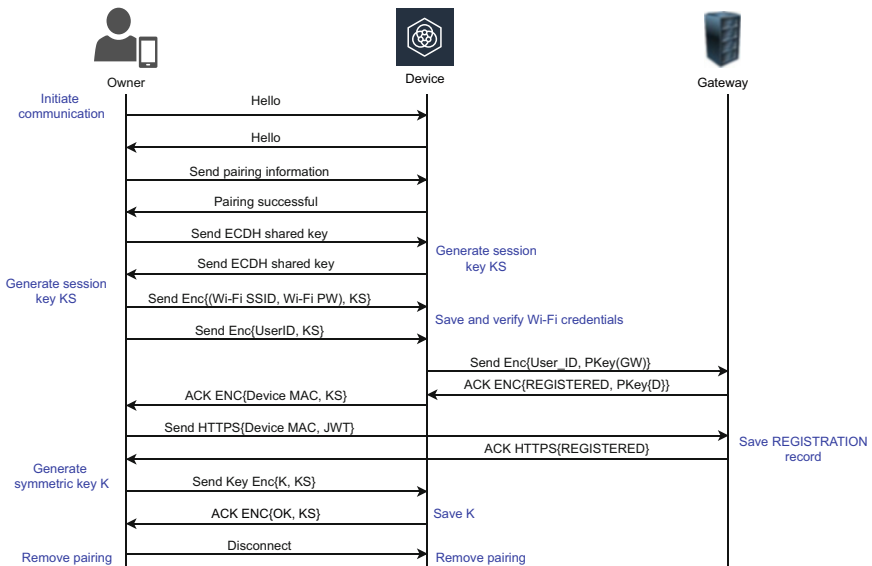 Owner
Device
Gateway
Initiate
communication
Hello
Hello
Send pairing information
Pairing successful
Send ECDH shared key
Generate session
key KS
Send ECDH shared key
Generate session
key KS
Send Enc{(Wi-Fi SSID, Wi-Fi PW), KS}
Save and verify Wi-Fi credentials
Send Enc{UserID, KS}
Send Enc{User_ID, PKey(GW)}
ACK ENC{REGISTERED, PKey{D}}
ACK ENC{Device MAC, KS}
Send HTTPS{Device MAC, JWT}
Save REGISTRATION
record
ACK HTTPS{REGISTERED}
Generate
symmetric key K
Send Key Enc{K, KS}
ACK ENC{OK, KS}
Save K
Disconnect
Remove pairing
Remove pairing